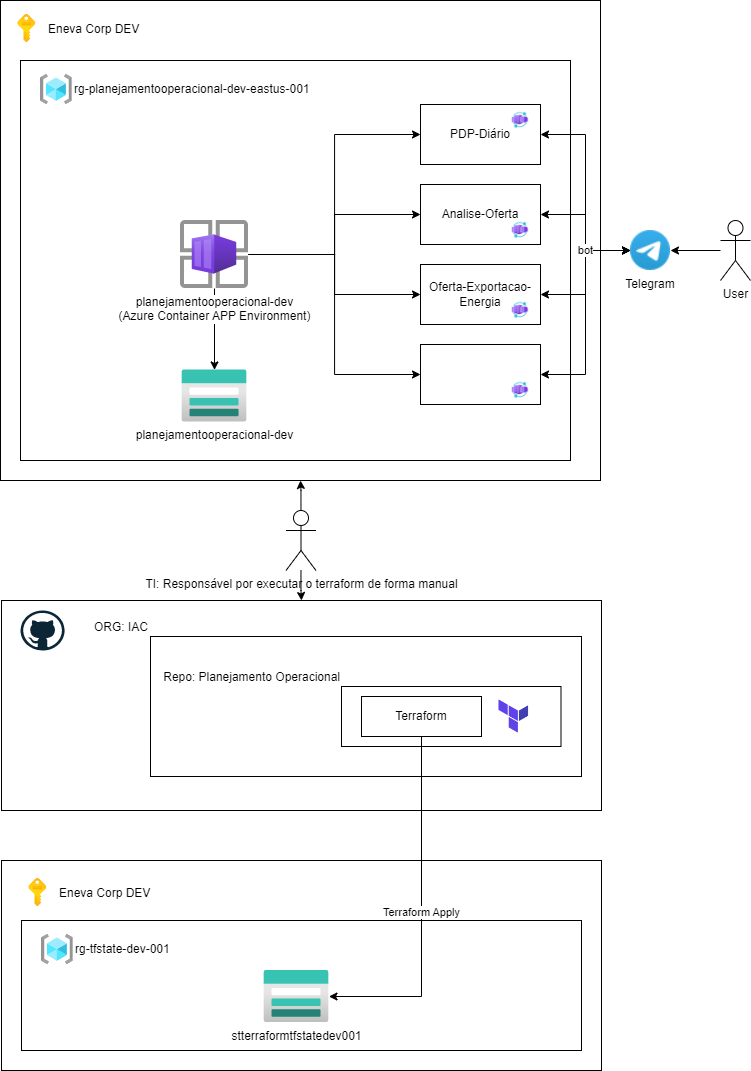 Eneva Corp DEV
rg-planejamentooperacional-dev-eastus-001
PDP-Diário
Analise-Oferta
Oferta-Exportacao-
Energia
planejamentooperacional-dev
(Azure Container APP Environment)
planejamentooperacional-dev
bot
Telegram
User
TI: Responsável por executar o terraform de forma manual
ORG: IAC
Repo: Planejamento Operacional
Terraform
Eneva Corp DEV
Terraform Apply
rg-tfstate-dev-001
stterraformtfstatedev001